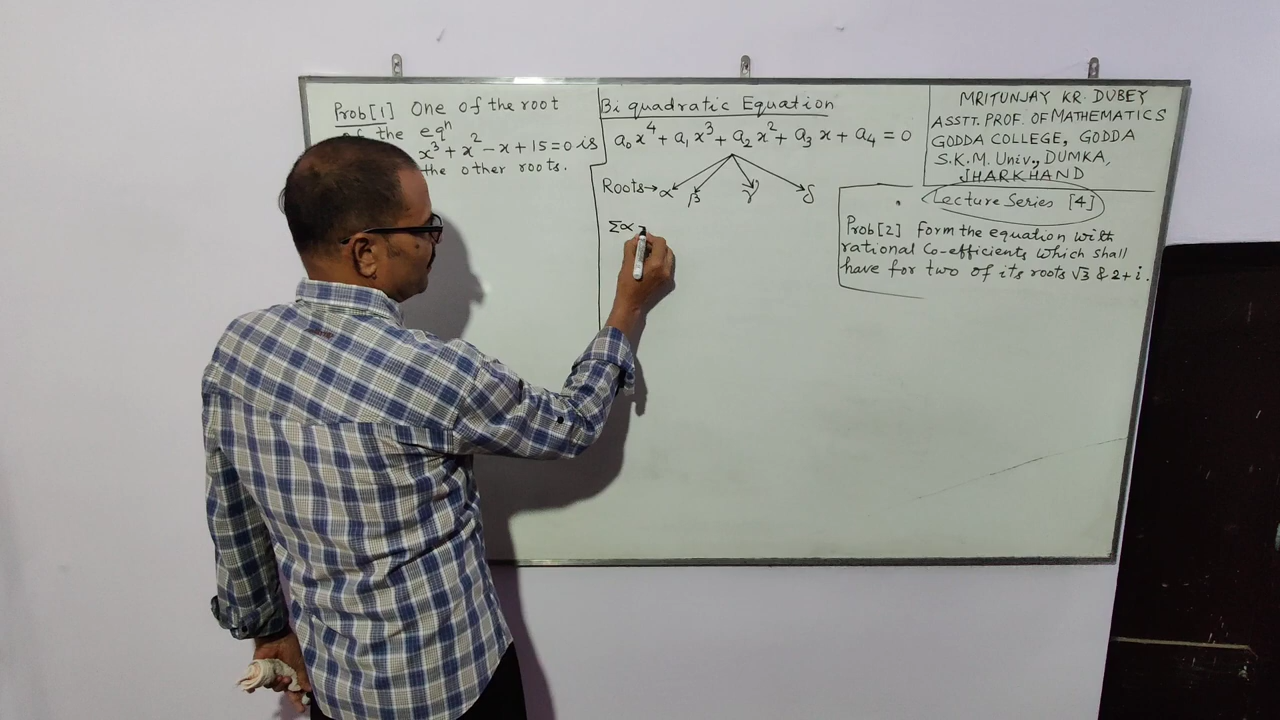 Prob[1] One of the root
of the eqⁿ
x³ + x² - x + 15 = 0 is
the other roots.
Bi quadratic Equation
a₀x⁴ + a₁x³ + a₂x² + a₃x + a₄ = 0
Roots→ α β γ δ
Σα =
MRITUNJAY KR. DUBEY
ASSTT. PROF. OF MATHEMATICS
GODDA COLLEGE, GODDA
S.K.M. Univ., DUMKA,
JHARKHAND
Lecture Series [4]
Prob[2] Form the equation with
rational Co-efficients which shall
have for two of its roots √3 & 2+i.